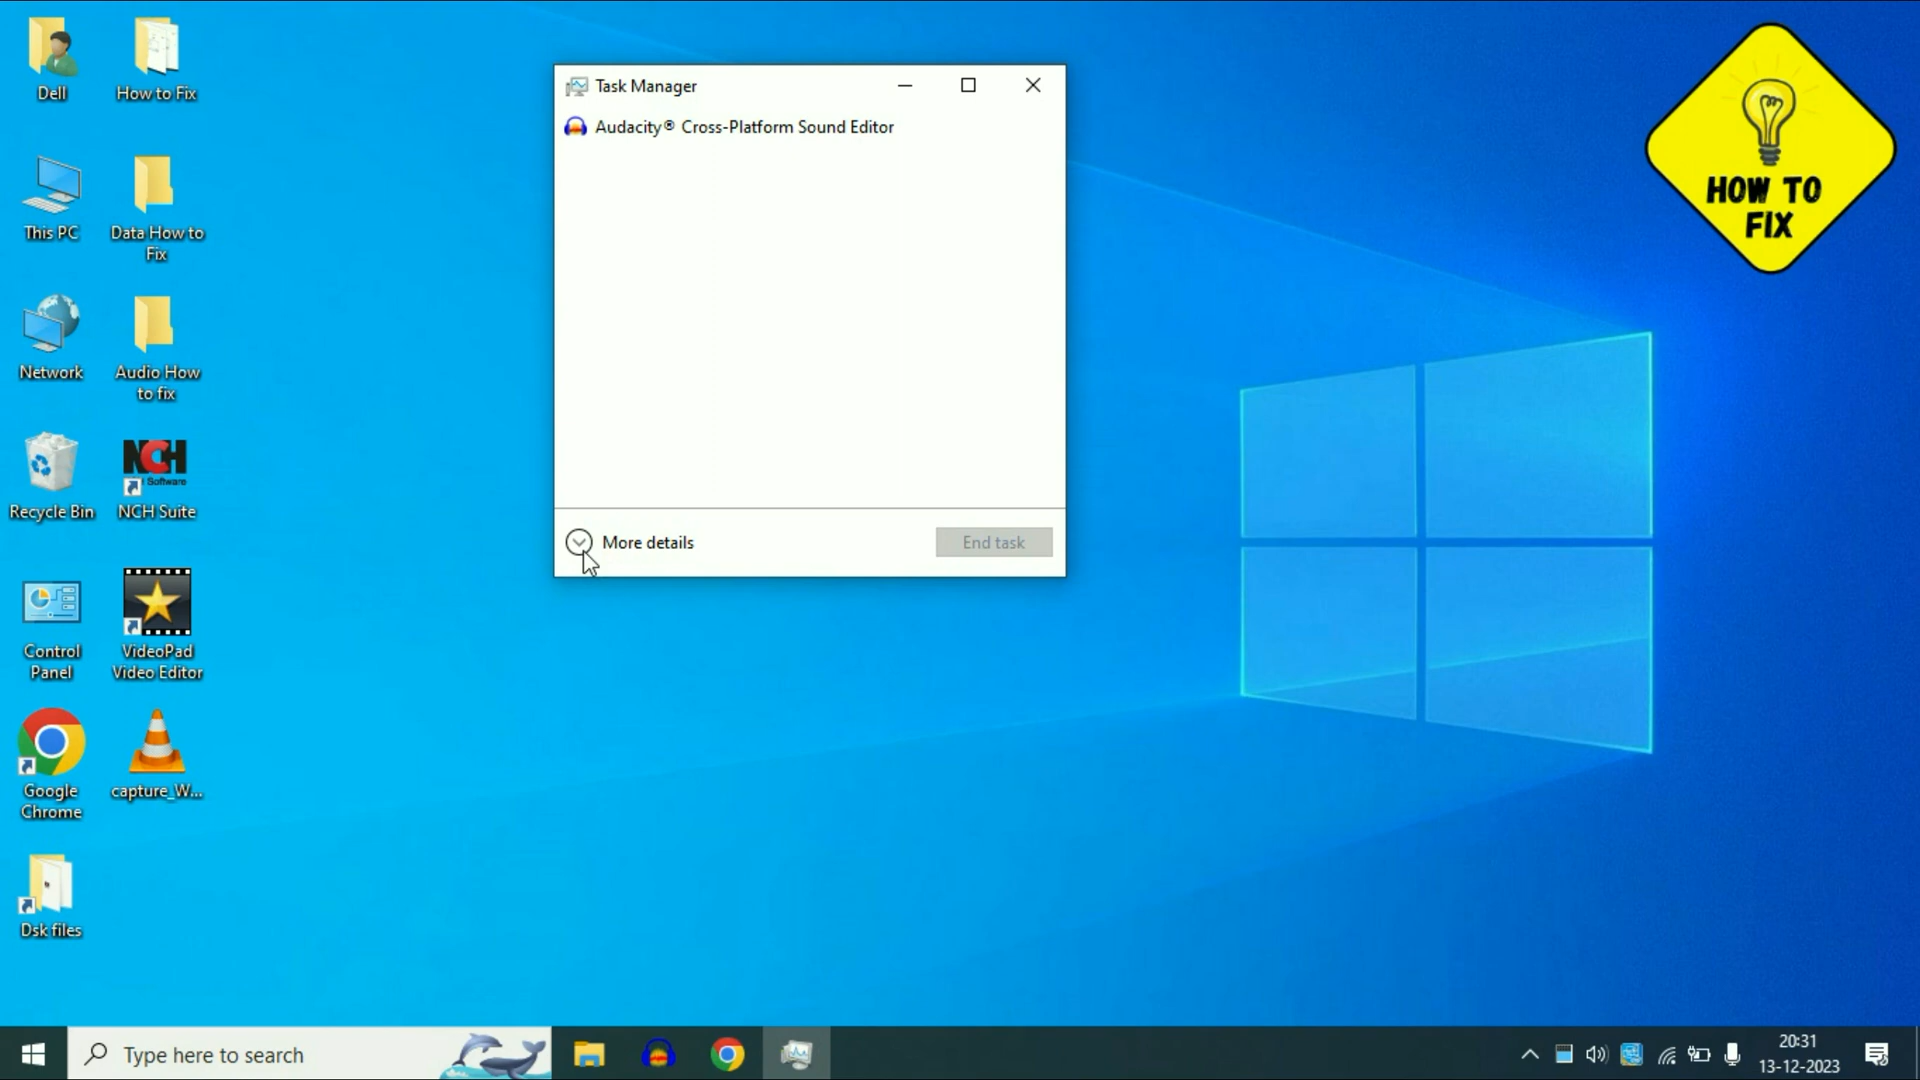 Dell
How to Fix
This PC
Data How to
Fix
Network
Audio How
to fix
Recycle Bin
NCH
Software
NCH Suite
Control
Panel
VideoPad
Video Editor
Google
Chrome
capture_W...
Dsk files
Task Manager
Audacity® Cross-Platform Sound Editor
More details
End task
HOW TO
FIX
Type here to search
20:31
13-12-2023